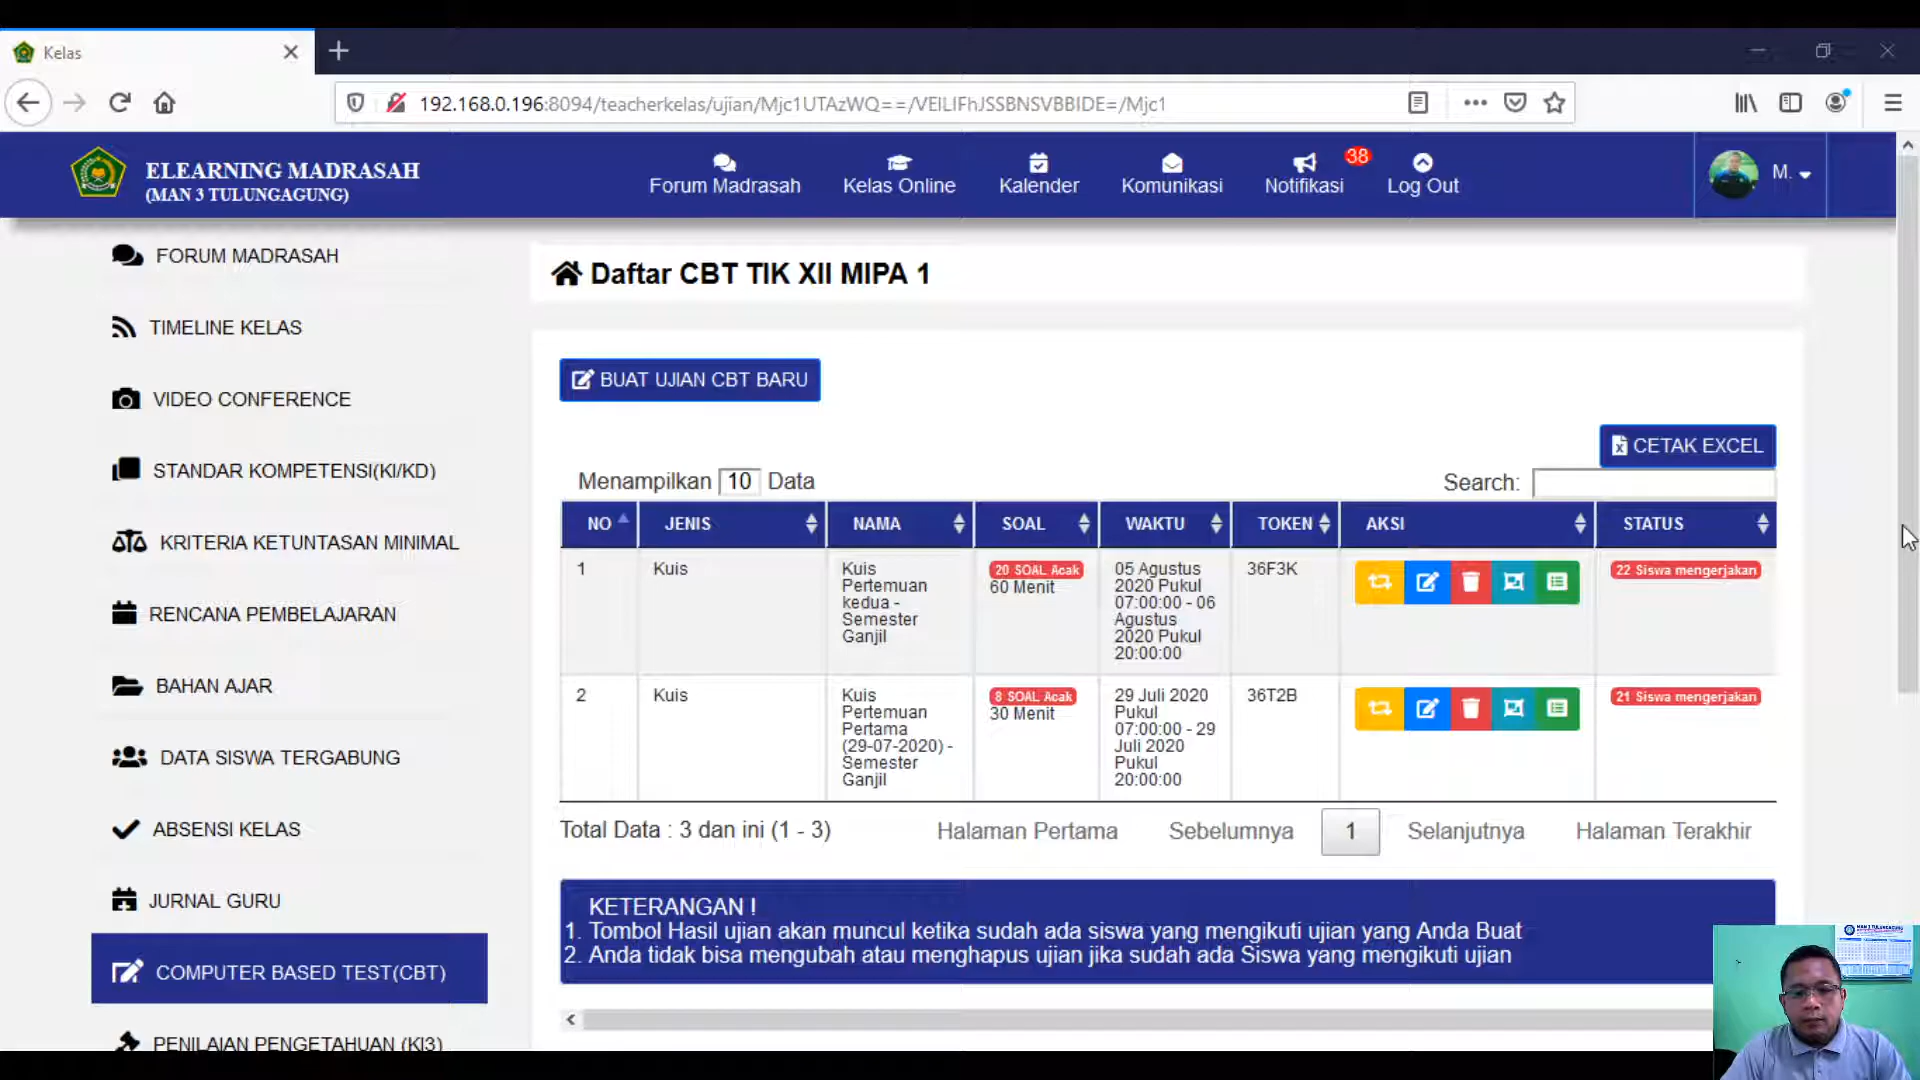 Kelas
192.168.0.196:8094/teacherkelas/ujian/Mjc1UTAzWQ==/VEILIFhJSSBNSVBBIDE=/Mjc1
ELEARNING MADRASAH
(MAN 3 TULUNGAGUNG)
Forum Madrasah
Kelas Online
Kalender
Komunikasi
38
Notifikasi
Log Out
M.
FORUM MADRASAH
TIMELINE KELAS
VIDEO CONFERENCE
STANDAR KOMPETENSI(KI/KD)
KRITERIA KETUNTASAN MINIMAL
RENCANA PEMBELAJARAN
BAHAN AJAR
DATA SISWA TERGABUNG
ABSENSI KELAS
JURNAL GURU
COMPUTER BASED TEST(CBT)
PENILAIAN PENGETAHUAN (KI3)
Daftar CBT TIK XII MIPA 1
BUAT UJIAN CBT BARU
CETAK EXCEL
Menampilkan 10 Data
Search:
NO JENIS NAMA SOAL WAKTU TOKEN AKSI STATUS
1
Kuis
Kuis
Pertemuan
kedua -
Semester
Ganjil
20 SOAL Acak
60 Menit
05 Agustus
2020 Pukul
07:00:00 - 06
Agustus
2020 Pukul
20:00:00
36F3K
22 Siswa mengerjakan
2
Kuis
Kuis
Pertemuan
Pertama
(29-07-2020) -
Semester
Ganjil
8 SOAL Acak
30 Menit
29 Juli 2020
Pukul
07:00:00 - 29
Juli 2020
Pukul
20:00:00
36T2B
21 Siswa mengerjakan
Total Data : 3 dan ini (1 - 3)
Halaman Pertama
Sebelumnya
1
Selanjutnya
Halaman Terakhir
KETERANGAN !
1. Tombol Hasil ujian akan muncul ketika sudah ada siswa yang mengikuti ujian yang Anda Buat
2. Anda tidak bisa mengubah atau menghapus ujian jika sudah ada Siswa yang mengikuti ujian
MAN 3 TULUNGAGUNG